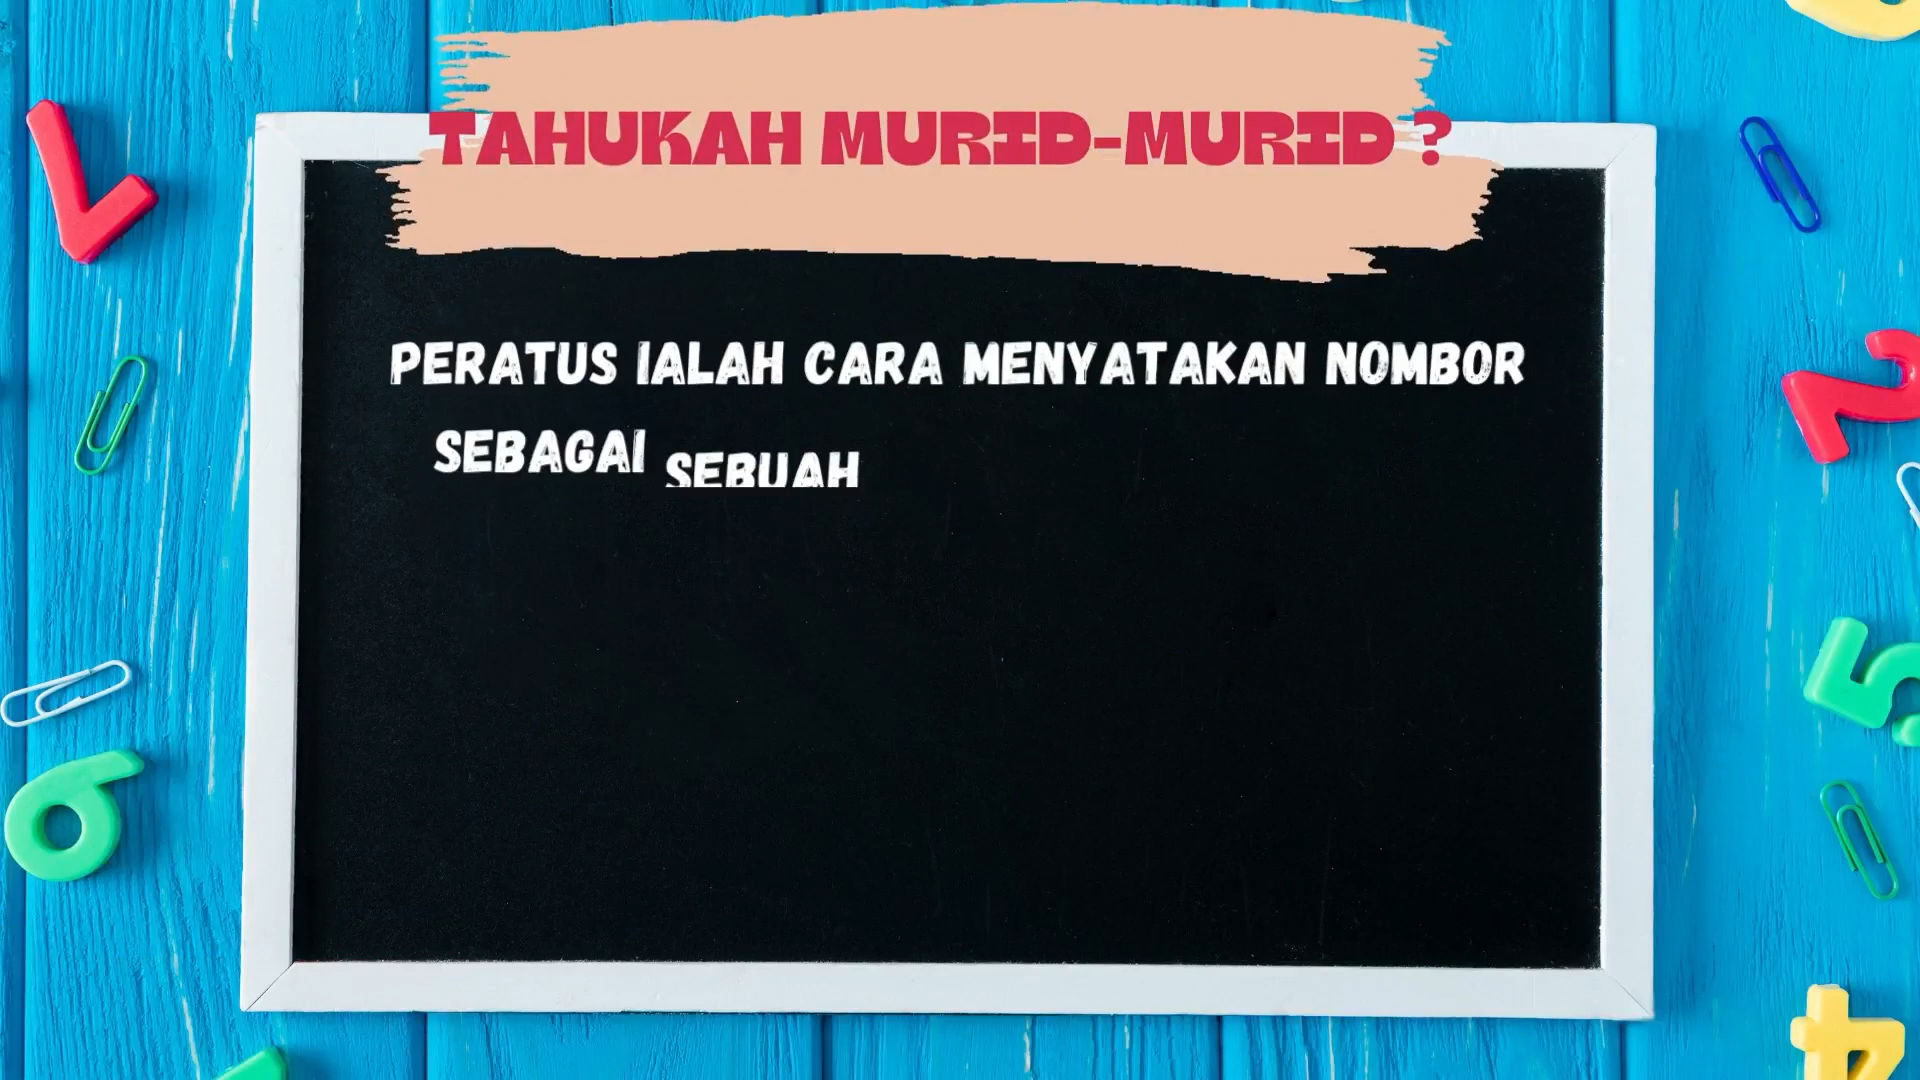 TAHUKAH MURID-MURID ?
PERATUS IALAH CARA MENYATAKAN NOMBOR
SEBAGAI SEBUAH